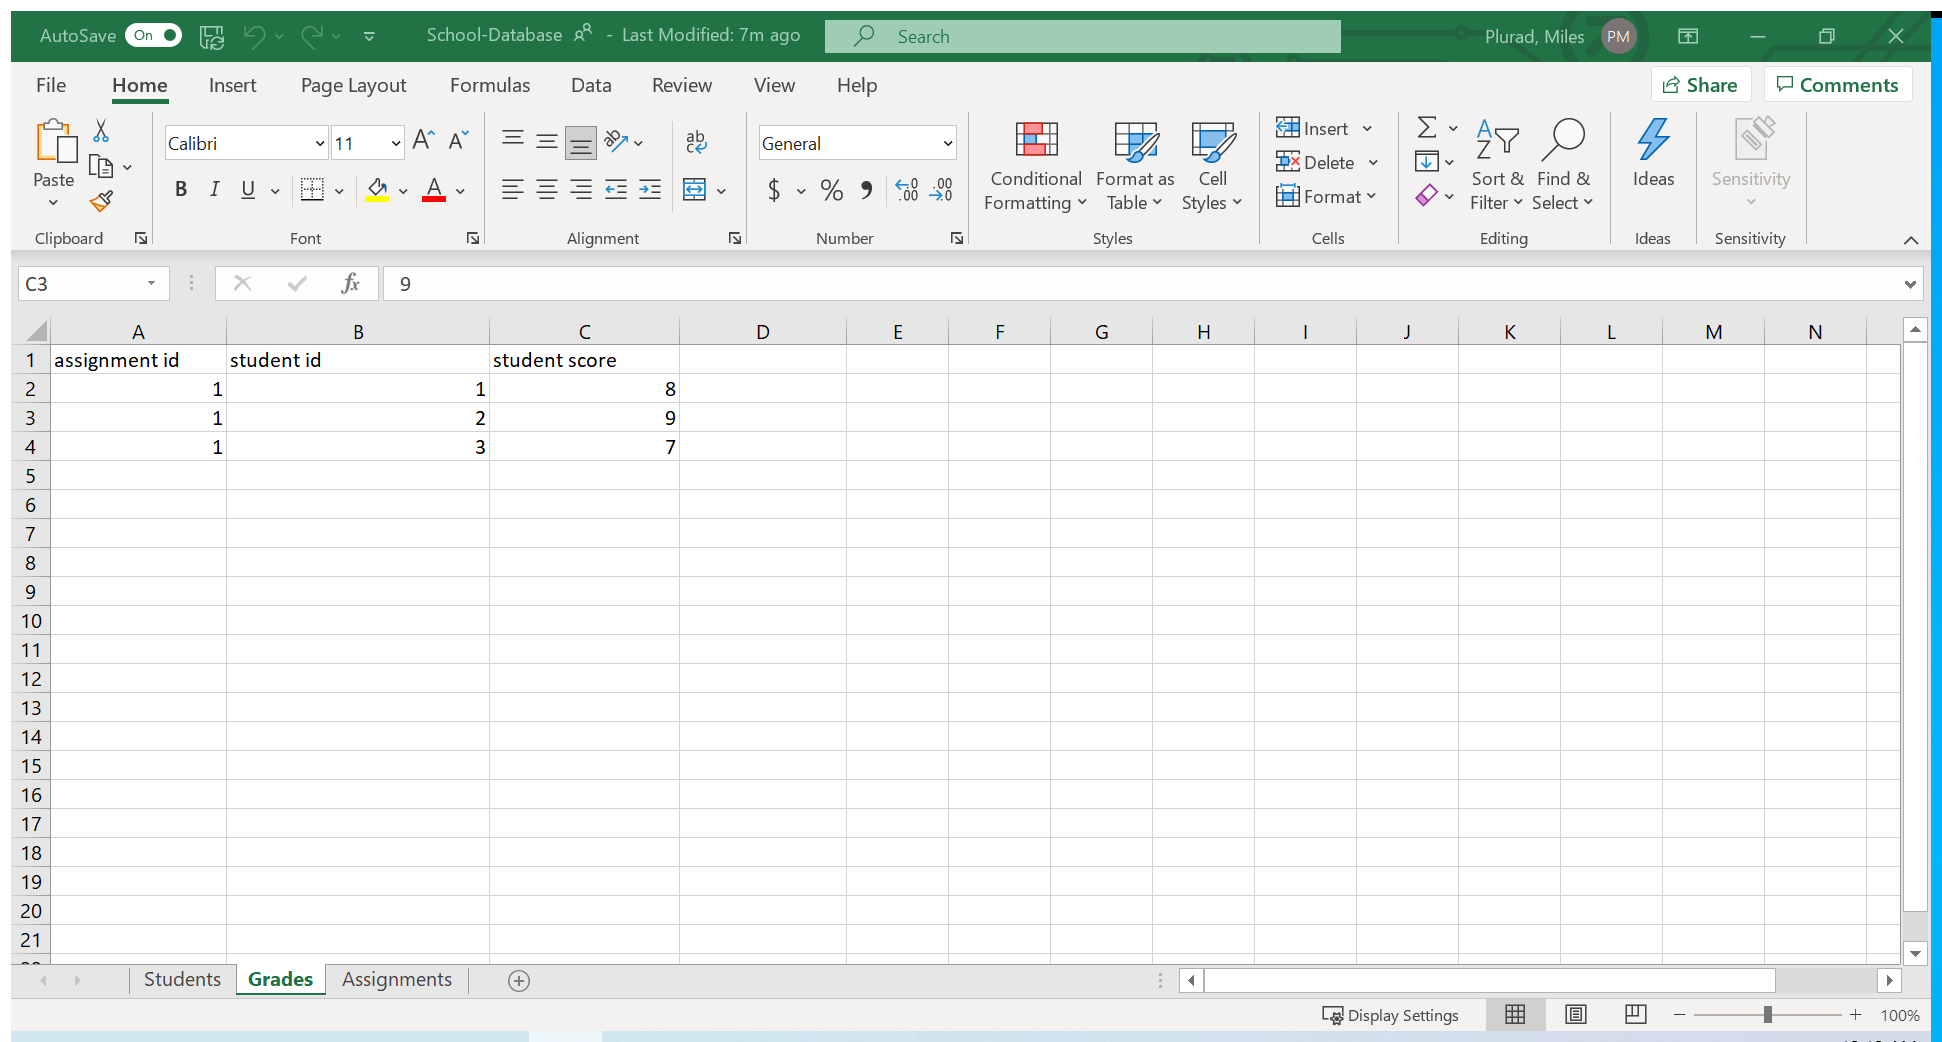 AutoSave On School-Database - Last Modified: 7m ago Search Plurad, Miles PM
File Home Insert Page Layout Formulas Data Review View Help Share Comments
Paste
Calibri 11
B I U A
ab
General
$ % 9
Conditional Formatting
Format as Table
Cell Styles
Insert
Delete
Format
Sort & Filter
Find & Select
Ideas
Sensitivity
Clipboard Font Alignment Number Styles Cells Editing Ideas Sensitivity
C3 fx 9
A B C D E F G H I J K L M N
1 assignment id student id student score
2 1 1 8
3 1 2 9
4 1 3 7
5
6
7
8
9
10
11
12
13
14
15
16
17
18
19
20
21
Students Grades Assignments
Display Settings 100%